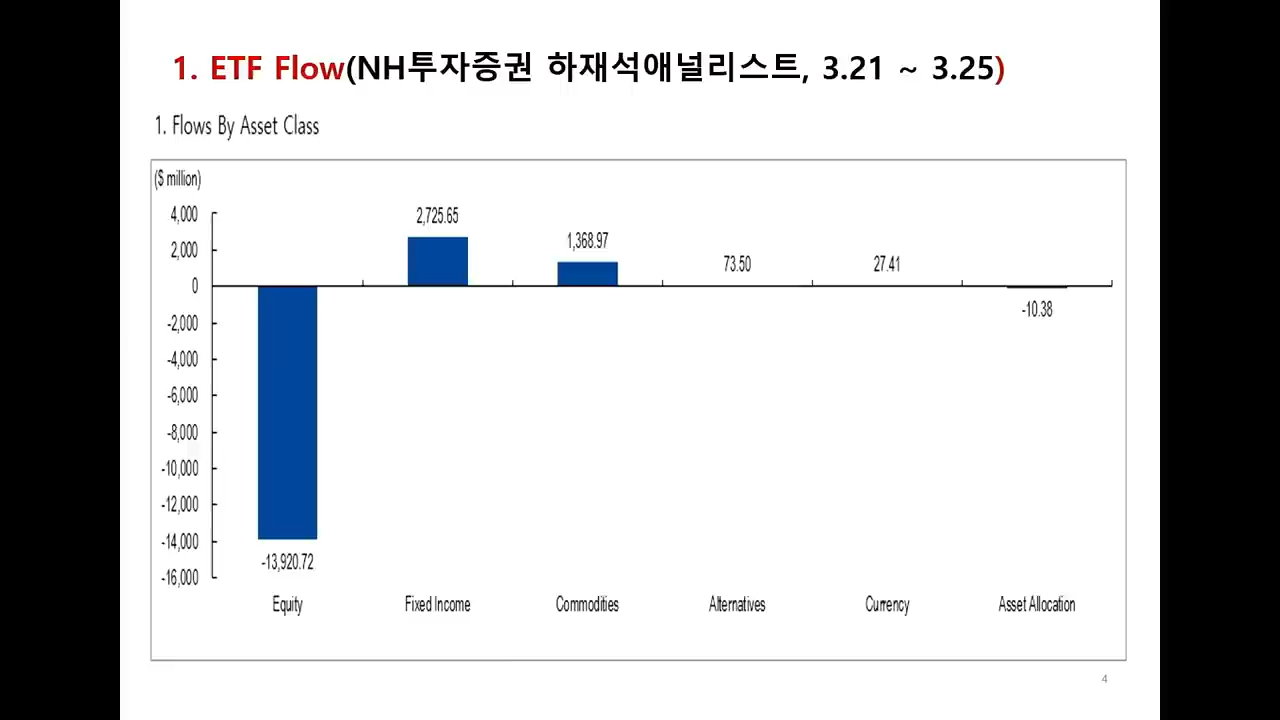 1. ETF Flow(NH투자증권 하재석애널리스트, 3.21 ~ 3.25)
1. Flows By Asset Class
($ million)
4,000
2,000
0
-2,000
-4,000
-6,000
-8,000
-10,000
-12,000
-14,000
-16,000
-13,920.72
2,725.65
1,368.97
73.50
27.41
-10.38
Equity
Fixed Income
Commodities
Alternatives
Currency
Asset Allocation
4